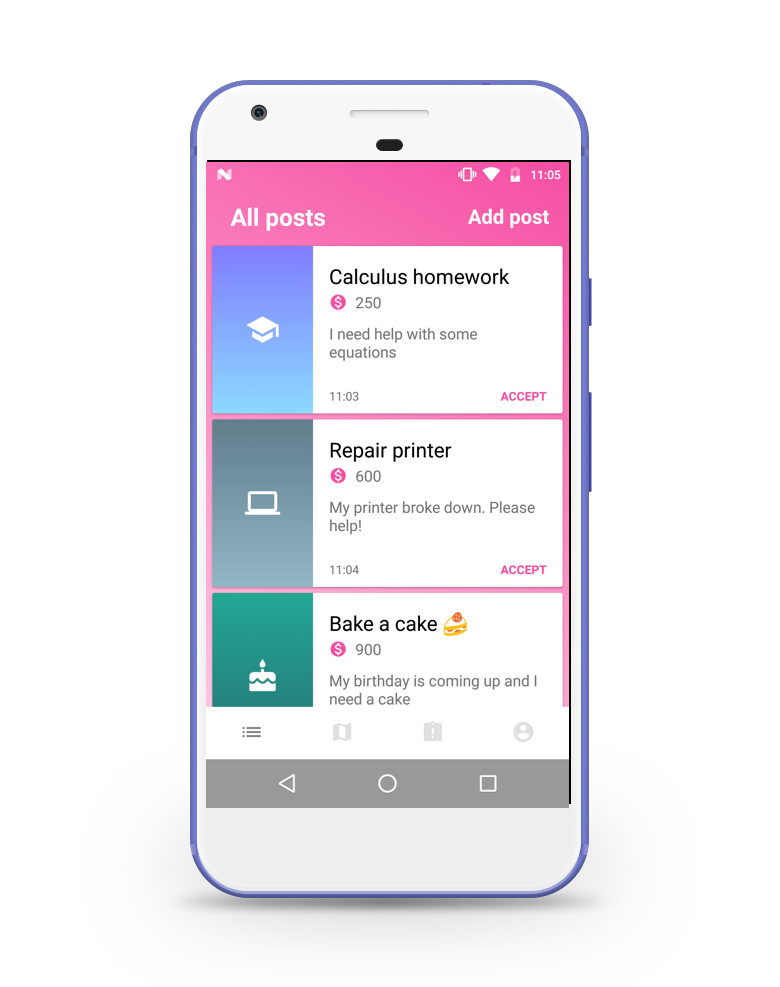 11:05
All posts
Add post
Calculus homework
250
I need help with some
equations
11:03
ACCEPT
Repair printer
600
My printer broke down. Please
help!
11:04
ACCEPT
Bake a cake 🍰
900
My birthday is coming up and I
need a cake